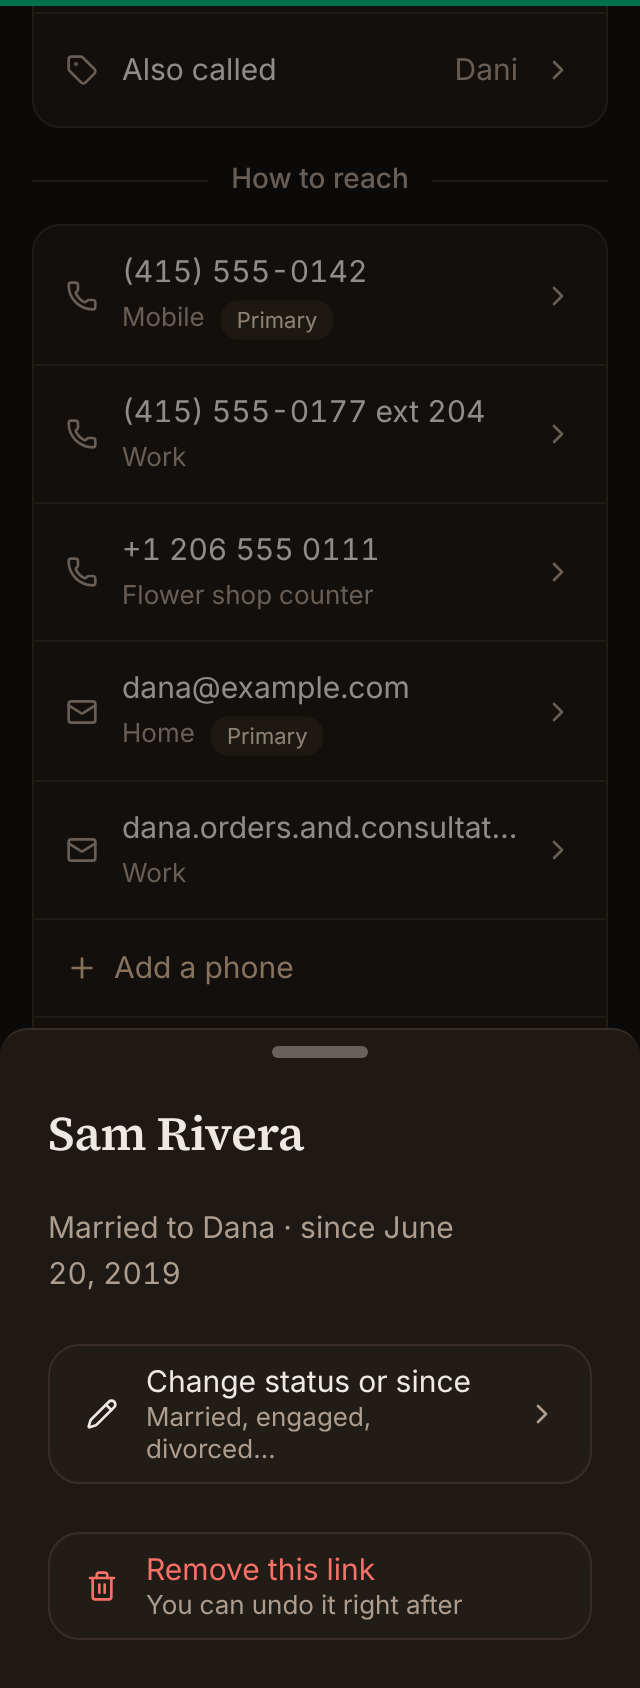 Also called Dani
How to reach
(415) 555-0142
Mobile Primary
(415) 555-0177 ext 204
Work
+1 206 555 0111
Flower shop counter
dana@example.com
Home Primary
dana.orders.and.consultat...
Work
Add a phone
Sam Rivera
Married to Dana · since June
20, 2019
Change status or since
Married, engaged,
divorced...
Remove this link
You can undo it right after